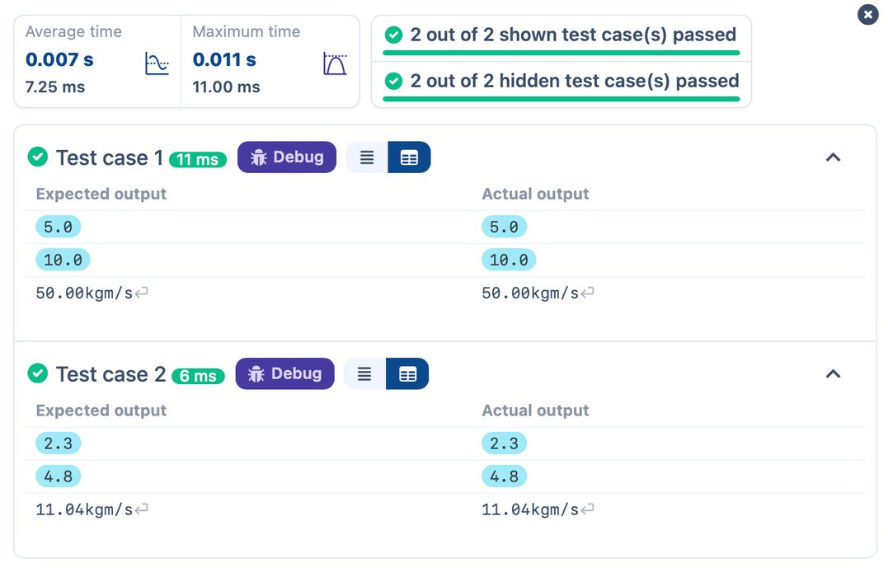 Average time
0.007 s
7.25 ms
Maximum time
0.011 s
11.00 ms
2 out of 2 shown test case(s) passed
2 out of 2 hidden test case(s) passed
Test case 1 11 ms Debug
Expected output Actual output
5.0 5.0
10.0 10.0
50.00kgm/s↵ 50.00kgm/s↵
Test case 2 6 ms Debug
Expected output Actual output
2.3 2.3
4.8 4.8
11.04kgm/s↵ 11.04kgm/s↵